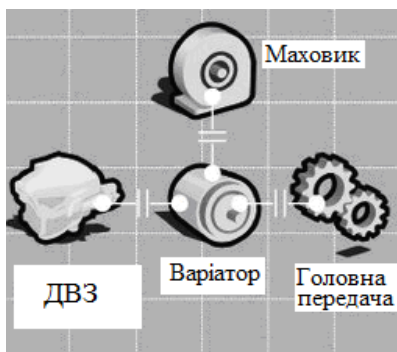 Маховик
ДВЗ
Варіатор
Головна
передача